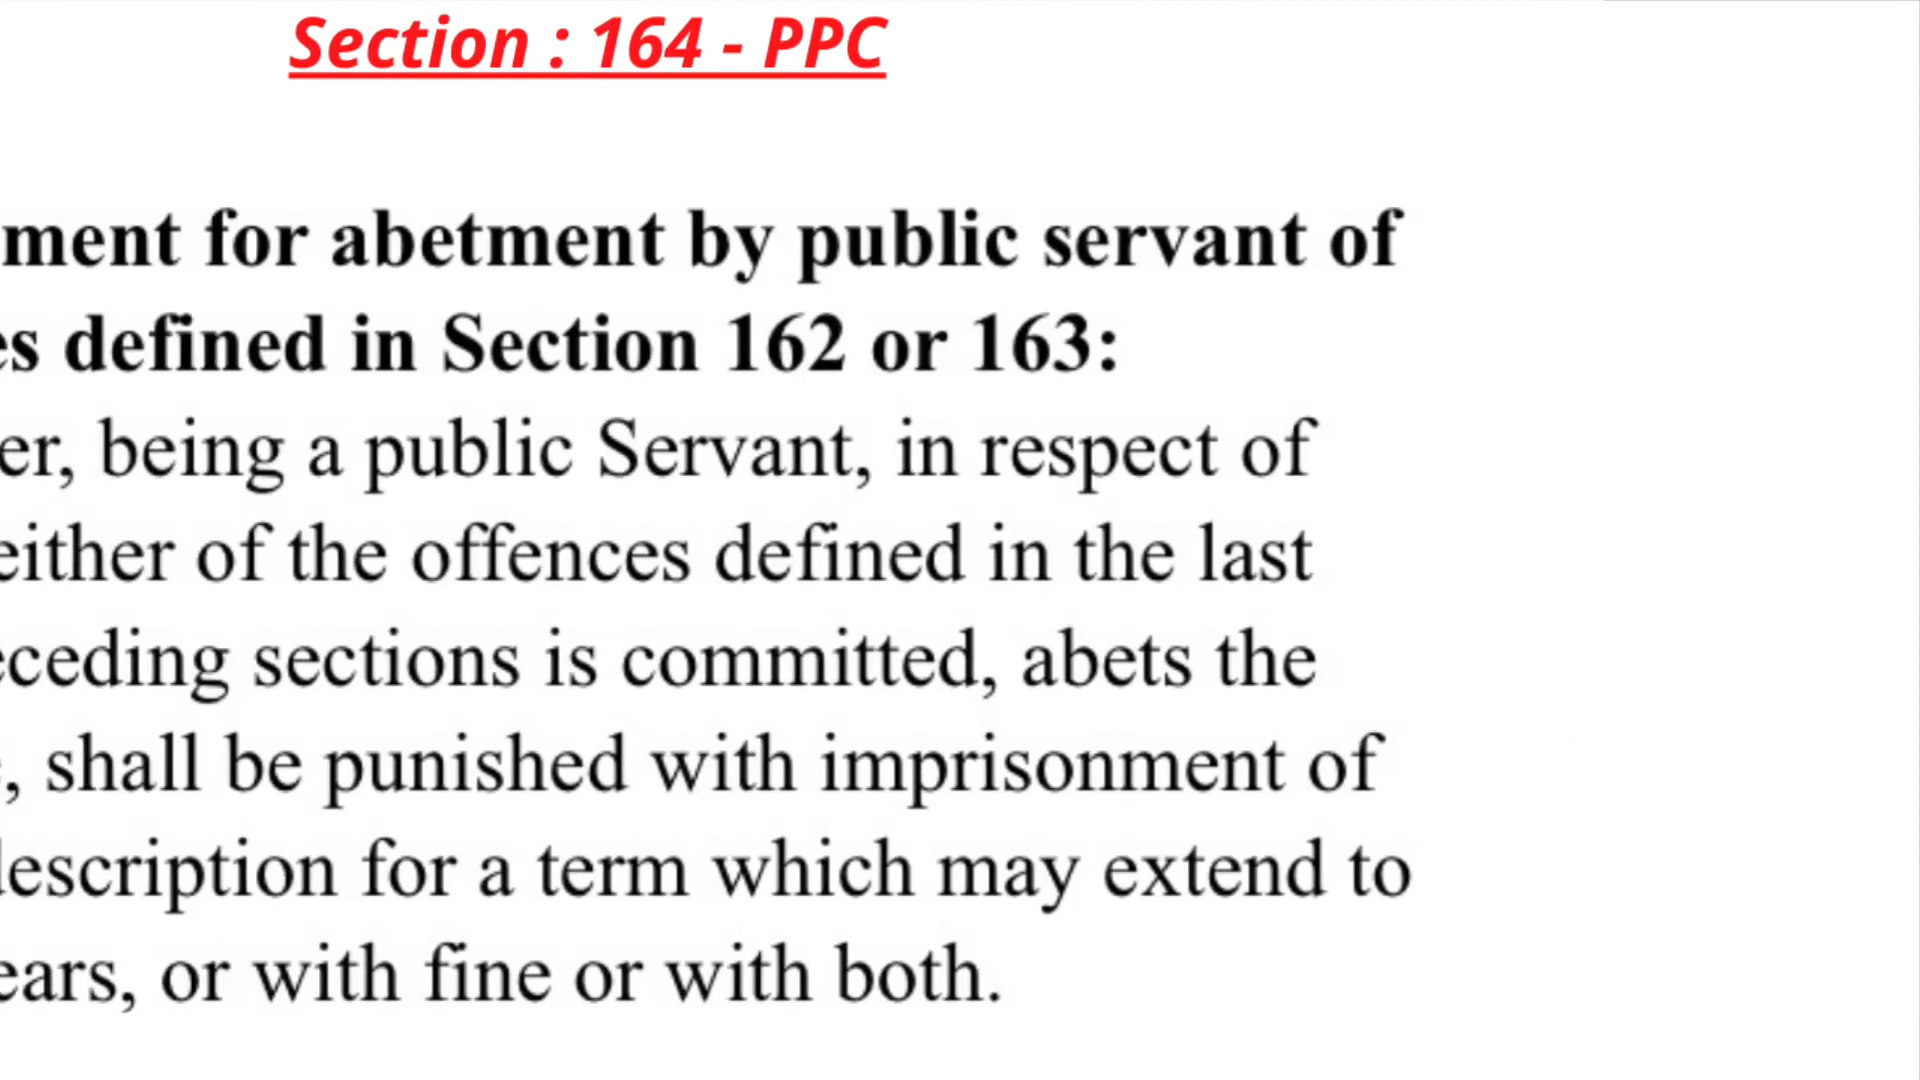 Section : 164 - PPC
ment for abetment by public servant of
es defined in Section 162 or 163:
er, being a public Servant, in respect of
either of the offences defined in the last
ceding sections is committed, abets the
, shall be punished with imprisonment of
description for a term which may extend to
ears, or with fine or with both.